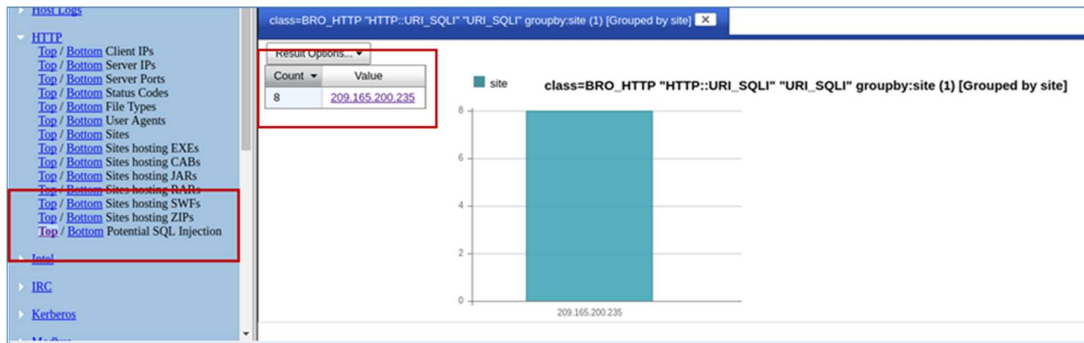 Host Logs
HTTP
Top / Bottom Client IPs
Top / Bottom Server IPs
Top / Bottom Server Ports
Top / Bottom Status Codes
Top / Bottom File Types
Top / Bottom User Agents
Top / Bottom Sites
Top / Bottom Sites hosting EXEs
Top / Bottom Sites hosting CABs
Top / Bottom Sites hosting JARs
Top / Bottom Sites hosting RARs
Top / Bottom Sites hosting SWFs
Top / Bottom Sites hosting ZIPs
Top / Bottom Potential SQL Injection
Intel
IRC
Kerberos
Modbus
class=BRO_HTTP "HTTP::URI_SQLI" "URI_SQLI" groupby:site (1) [Grouped by site] ✕
Result Options... ▾
Count ▾ Value
8 209.165.200.235
site
class=BRO_HTTP "HTTP::URI_SQLI" "URI_SQLI" groupby:site (1) [Grouped by site]
8
6
4
2
0
209.165.200.235